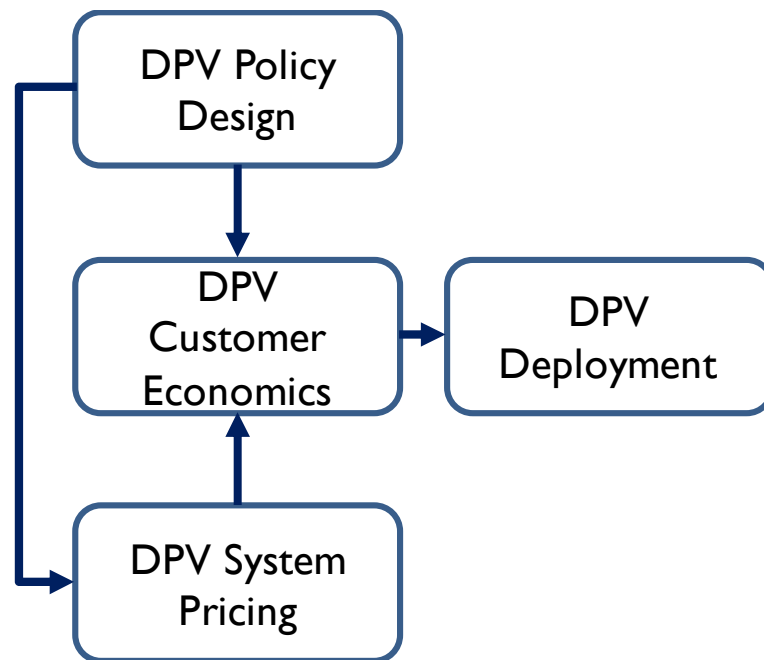 DPV Policy
Design
DPV
Customer
Economics
DPV
Deployment
DPV System
Pricing